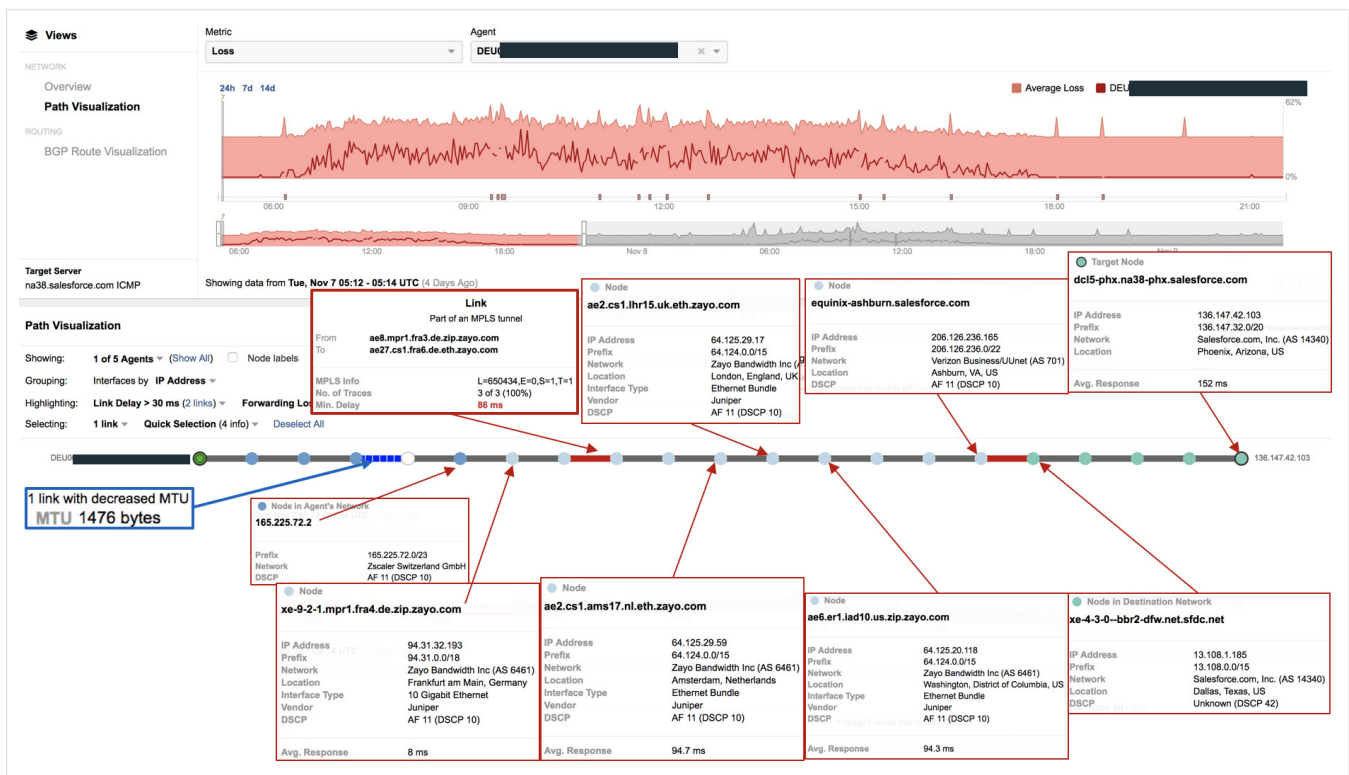 Views
Metric
Agent
Loss
DEU0
NETWORK
Overview
Path Visualization
ROUTING
BGP Route Visualization
24h 7d 14d
Average Loss DEU
62%
0%
06:00 09:00 12:00 15:00 18:00 21:00
06:00 12:00 18:00 Nov 8 06:00 12:00 18:00 Nov 9
Target Server
na38.salesforce.com ICMP
Showing data from Tue, Nov 7 05:12 - 05:14 UTC (4 Days Ago)
Path Visualization
Showing: 1 of 5 Agents (Show All) Node labels
Grouping: Interfaces by IP Address
Highlighting: Link Delay > 30 ms (2 links) Forwarding Los
Selecting: 1 link Quick Selection (4 info) Deselect All
Link
Part of an MPLS tunnel
From ae8.mpr1.fra3.de.zip.zayo.com
To ae27.cs1.fra6.de.eth.zayo.com
MPLS Info L=650434,E=0,S=1,T=1
No. of Traces 3 of 3 (100%)
Min. Delay 86 ms
Node
ae2.cs1.lhr15.uk.eth.zayo.com
IP Address 64.125.29.17
Prefix 64.124.0.0/15
Network Zayo Bandwidth Inc (
Location London, England, UK
Interface Type Ethernet Bundle
Vendor Juniper
DSCP AF 11 (DSCP 10)
Node
equinix-ashburn.salesforce.com
IP Address 206.126.236.165
Prefix 206.126.236.0/22
Network Verizon Business/UUnet (AS 701)
Location Ashburn, VA, US
DSCP AF 11 (DSCP 10)
Target Node
dcl5-phx.na38-phx.salesforce.com
IP Address 136.147.42.103
Prefix 136.147.32.0/20
Network Salesforce.com, Inc. (AS 14340)
Location Phoenix, Arizona, US
Avg. Response 152 ms
DEU0
136.147.42.103
1 link with decreased MTU
MTU 1476 bytes
Node in Agent's Network
165.225.72.2
Prefix 165.225.72.0/23
Network Zscaler Switzerland GmbH
DSCP AF 11 (DSCP 10)
Node
xe-9-2-1.mpr1.fra4.de.zip.zayo.com
IP Address 94.31.32.193
Prefix 94.31.0.0/18
Network Zayo Bandwidth Inc (AS 6461)
Location Frankfurt am Main, Germany
Interface Type 10 Gigabit Ethernet
Vendor Juniper
DSCP AF 11 (DSCP 10)
Avg. Response 8 ms
Node
ae2.cs1.ams17.nl.eth.zayo.com
IP Address 64.125.29.59
Prefix 64.124.0.0/15
Network Zayo Bandwidth Inc (AS 6461)
Location Amsterdam, Netherlands
Interface Type Ethernet Bundle
Vendor Juniper
DSCP AF 11 (DSCP 10)
Avg. Response 94.7 ms
Node
ae6.er1.iad10.us.zip.zayo.com
IP Address 64.125.20.118
Prefix 64.124.0.0/15
Network Zayo Bandwidth Inc (AS 6461)
Location Washington, District of Columbia, US
Interface Type Ethernet Bundle
Vendor Juniper
DSCP AF 11 (DSCP 10)
Avg. Response 94.3 ms
Node in Destination Network
xe-4-3-0--bbr2-dfw.net.sfdc.net
IP Address 13.108.1.185
Prefix 13.108.0.0/15
Network Salesforce.com, Inc. (AS 14340)
Location Dallas, Texas, US
DSCP Unknown (DSCP 42)